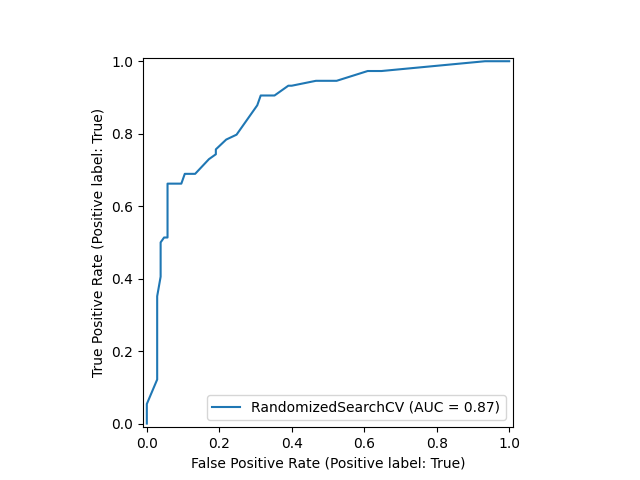 1.0
0.8
0.6
0.4
0.2
0.0
True Positive Rate (Positive label: True)
RandomizedSearchCV (AUC = 0.87)
0.0 0.2 0.4 0.6 0.8 1.0
False Positive Rate (Positive label: True)